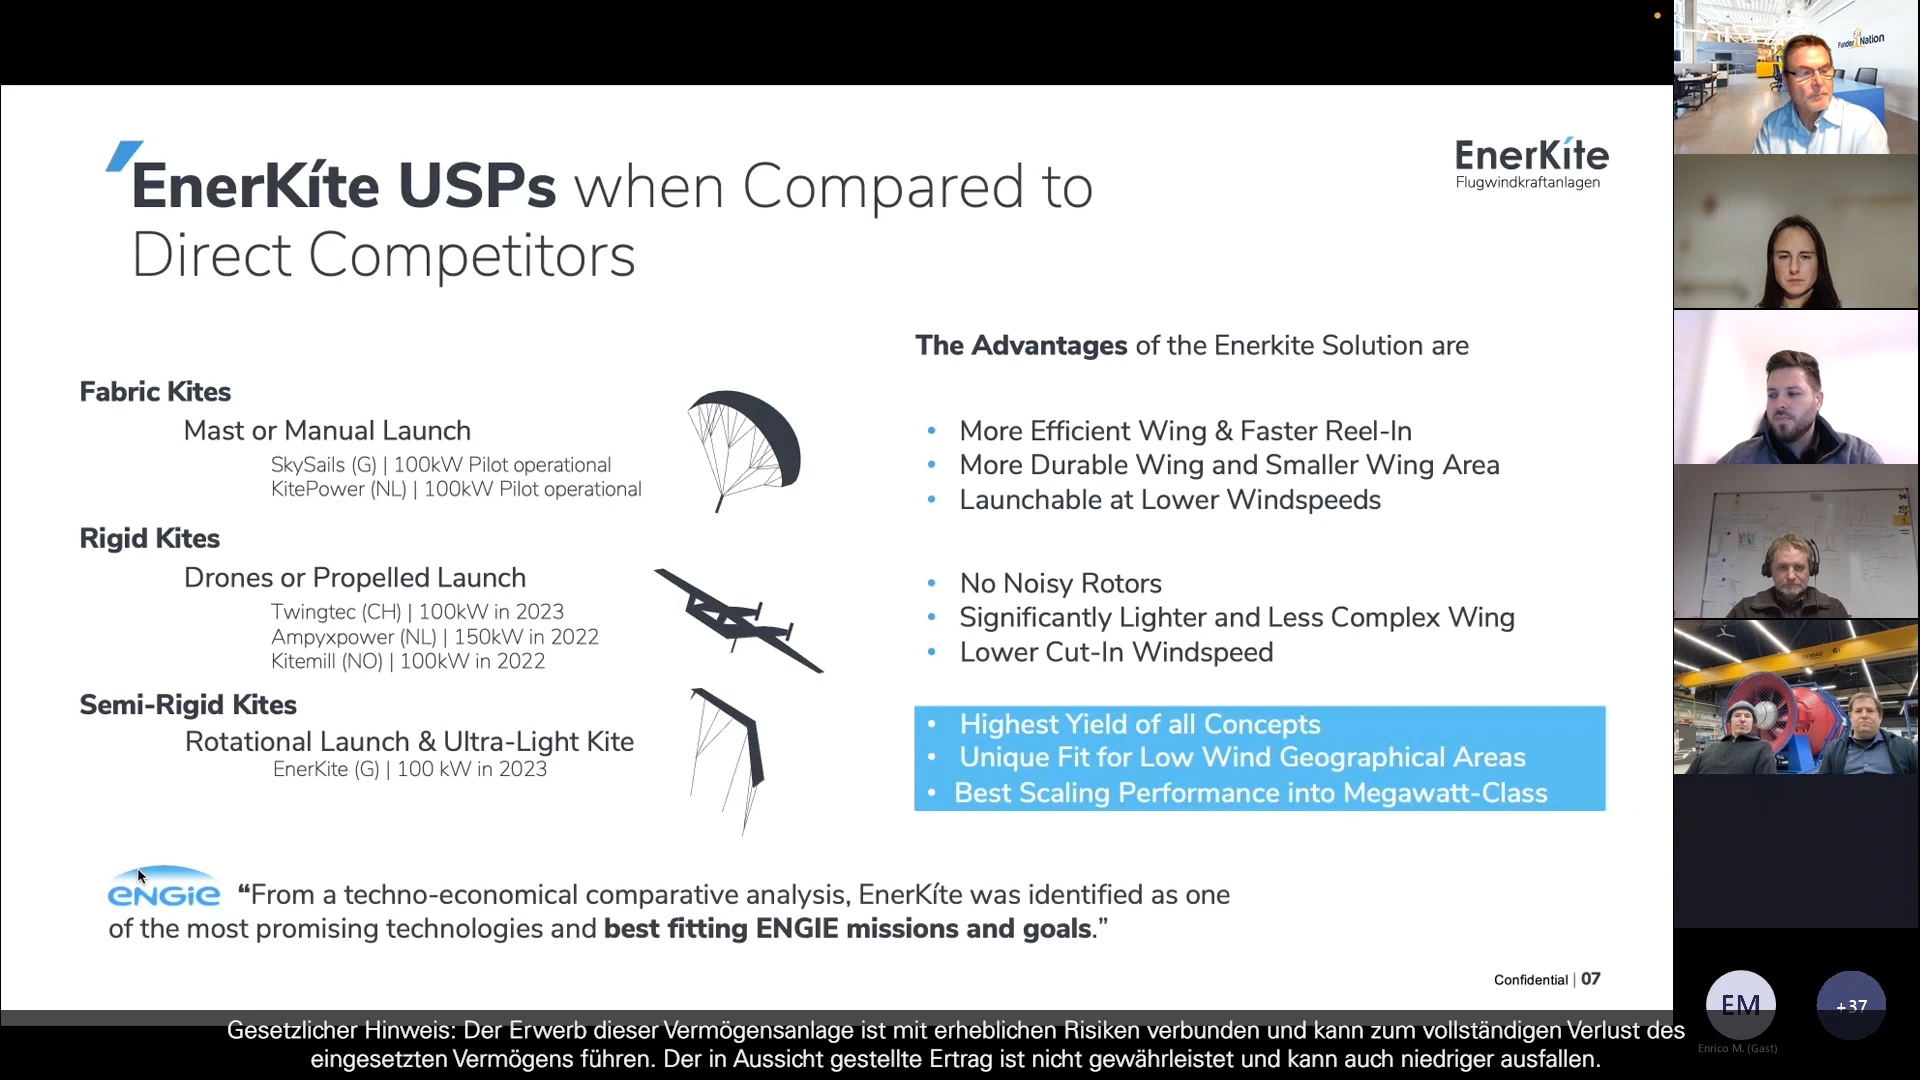 EnerKíte USPs when Compared to
Direct Competitors
EnerKíte
Flugwindkraftanlagen
The Advantages of the Enerkite Solution are
Fabric Kites
Mast or Manual Launch
SkySails (G) | 100kW Pilot operational
KitePower (NL) | 100kW Pilot operational
• More Efficient Wing & Faster Reel-In
• More Durable Wing and Smaller Wing Area
• Launchable at Lower Windspeeds
Rigid Kites
Drones or Propelled Launch
Twingtec (CH) | 100kW in 2023
Ampyxpower (NL) | 150kW in 2022
Kitemill (NO) | 100kW in 2022
• No Noisy Rotors
• Significantly Lighter and Less Complex Wing
• Lower Cut-In Windspeed
Semi-Rigid Kites
Rotational Launch & Ultra-Light Kite
EnerKite (G) | 100 kW in 2023
• Highest Yield of all Concepts
• Unique Fit for Low Wind Geographical Areas
• Best Scaling Performance into Megawatt-Class
ENGIE “From a techno-economical comparative analysis, EnerKíte was identified as one
of the most promising technologies and best fitting ENGIE missions and goals.”
Confidential | 07
Gesetzlicher Hinweis: Der Erwerb dieser Vermögensanlage ist mit erheblichen Risiken verbunden und kann zum vollständigen Verlust des
eingesetzten Vermögens führen. Der in Aussicht gestellte Ertrag ist nicht gewährleistet und kann auch niedriger ausfallen.
FunderNation
DEMAG 6
EM
+37
Enrico M. (Gast)